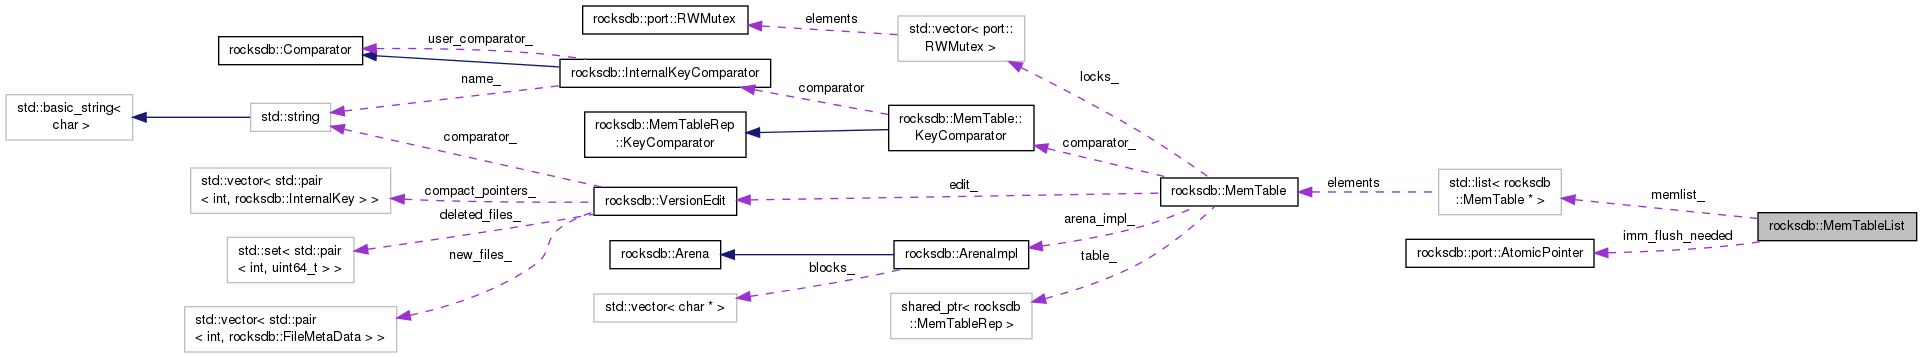 rocksdb::port::RWMutex
elements
std::vector< port::
RWMutex >
rocksdb::Comparator
user_comparator_
rocksdb::InternalKeyComparator
name_
comparator
locks_
std::basic_string<
char >
std::string
rocksdb::MemTableRep
::KeyComparator
rocksdb::MemTable::
KeyComparator
comparator_
comparator_
std::vector< std::pair
< int, rocksdb::InternalKey > >
compact_pointers_
rocksdb::VersionEdit
edit_
rocksdb::MemTable
elements
std::list< rocksdb
::MemTable * >
memlist_
rocksdb::MemTableList
deleted_files_
std::set< std::pair
< int, uint64_t > >
new_files_
rocksdb::Arena
rocksdb::ArenaImpl
arena_impl_
blocks_
table_
imm_flush_needed
rocksdb::port::AtomicPointer
std::vector< char * >
shared_ptr< rocksdb
::MemTableRep >
std::vector< std::pair
< int, rocksdb::FileMetaData > >